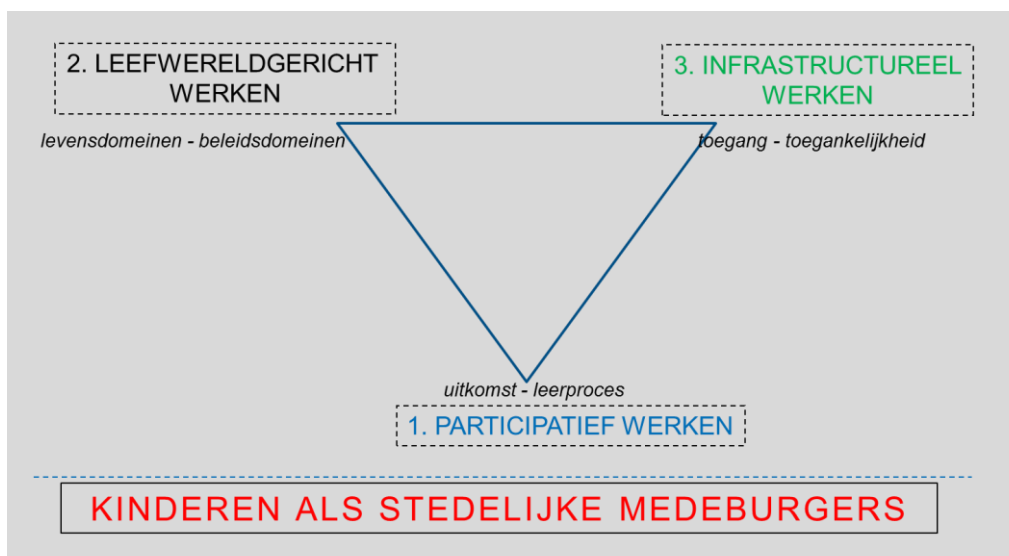 2. LEEFWERELDGERICHT
WERKEN
levensdomeinen - beleidsdomeinen
3. INFRASTRUCTUREEL
WERKEN
toegang - toegankelijkheid
uitkomst - leerproces
1. PARTICIPATIEF WERKEN
KINDEREN ALS STEDELIJKE MEDEBURGERS